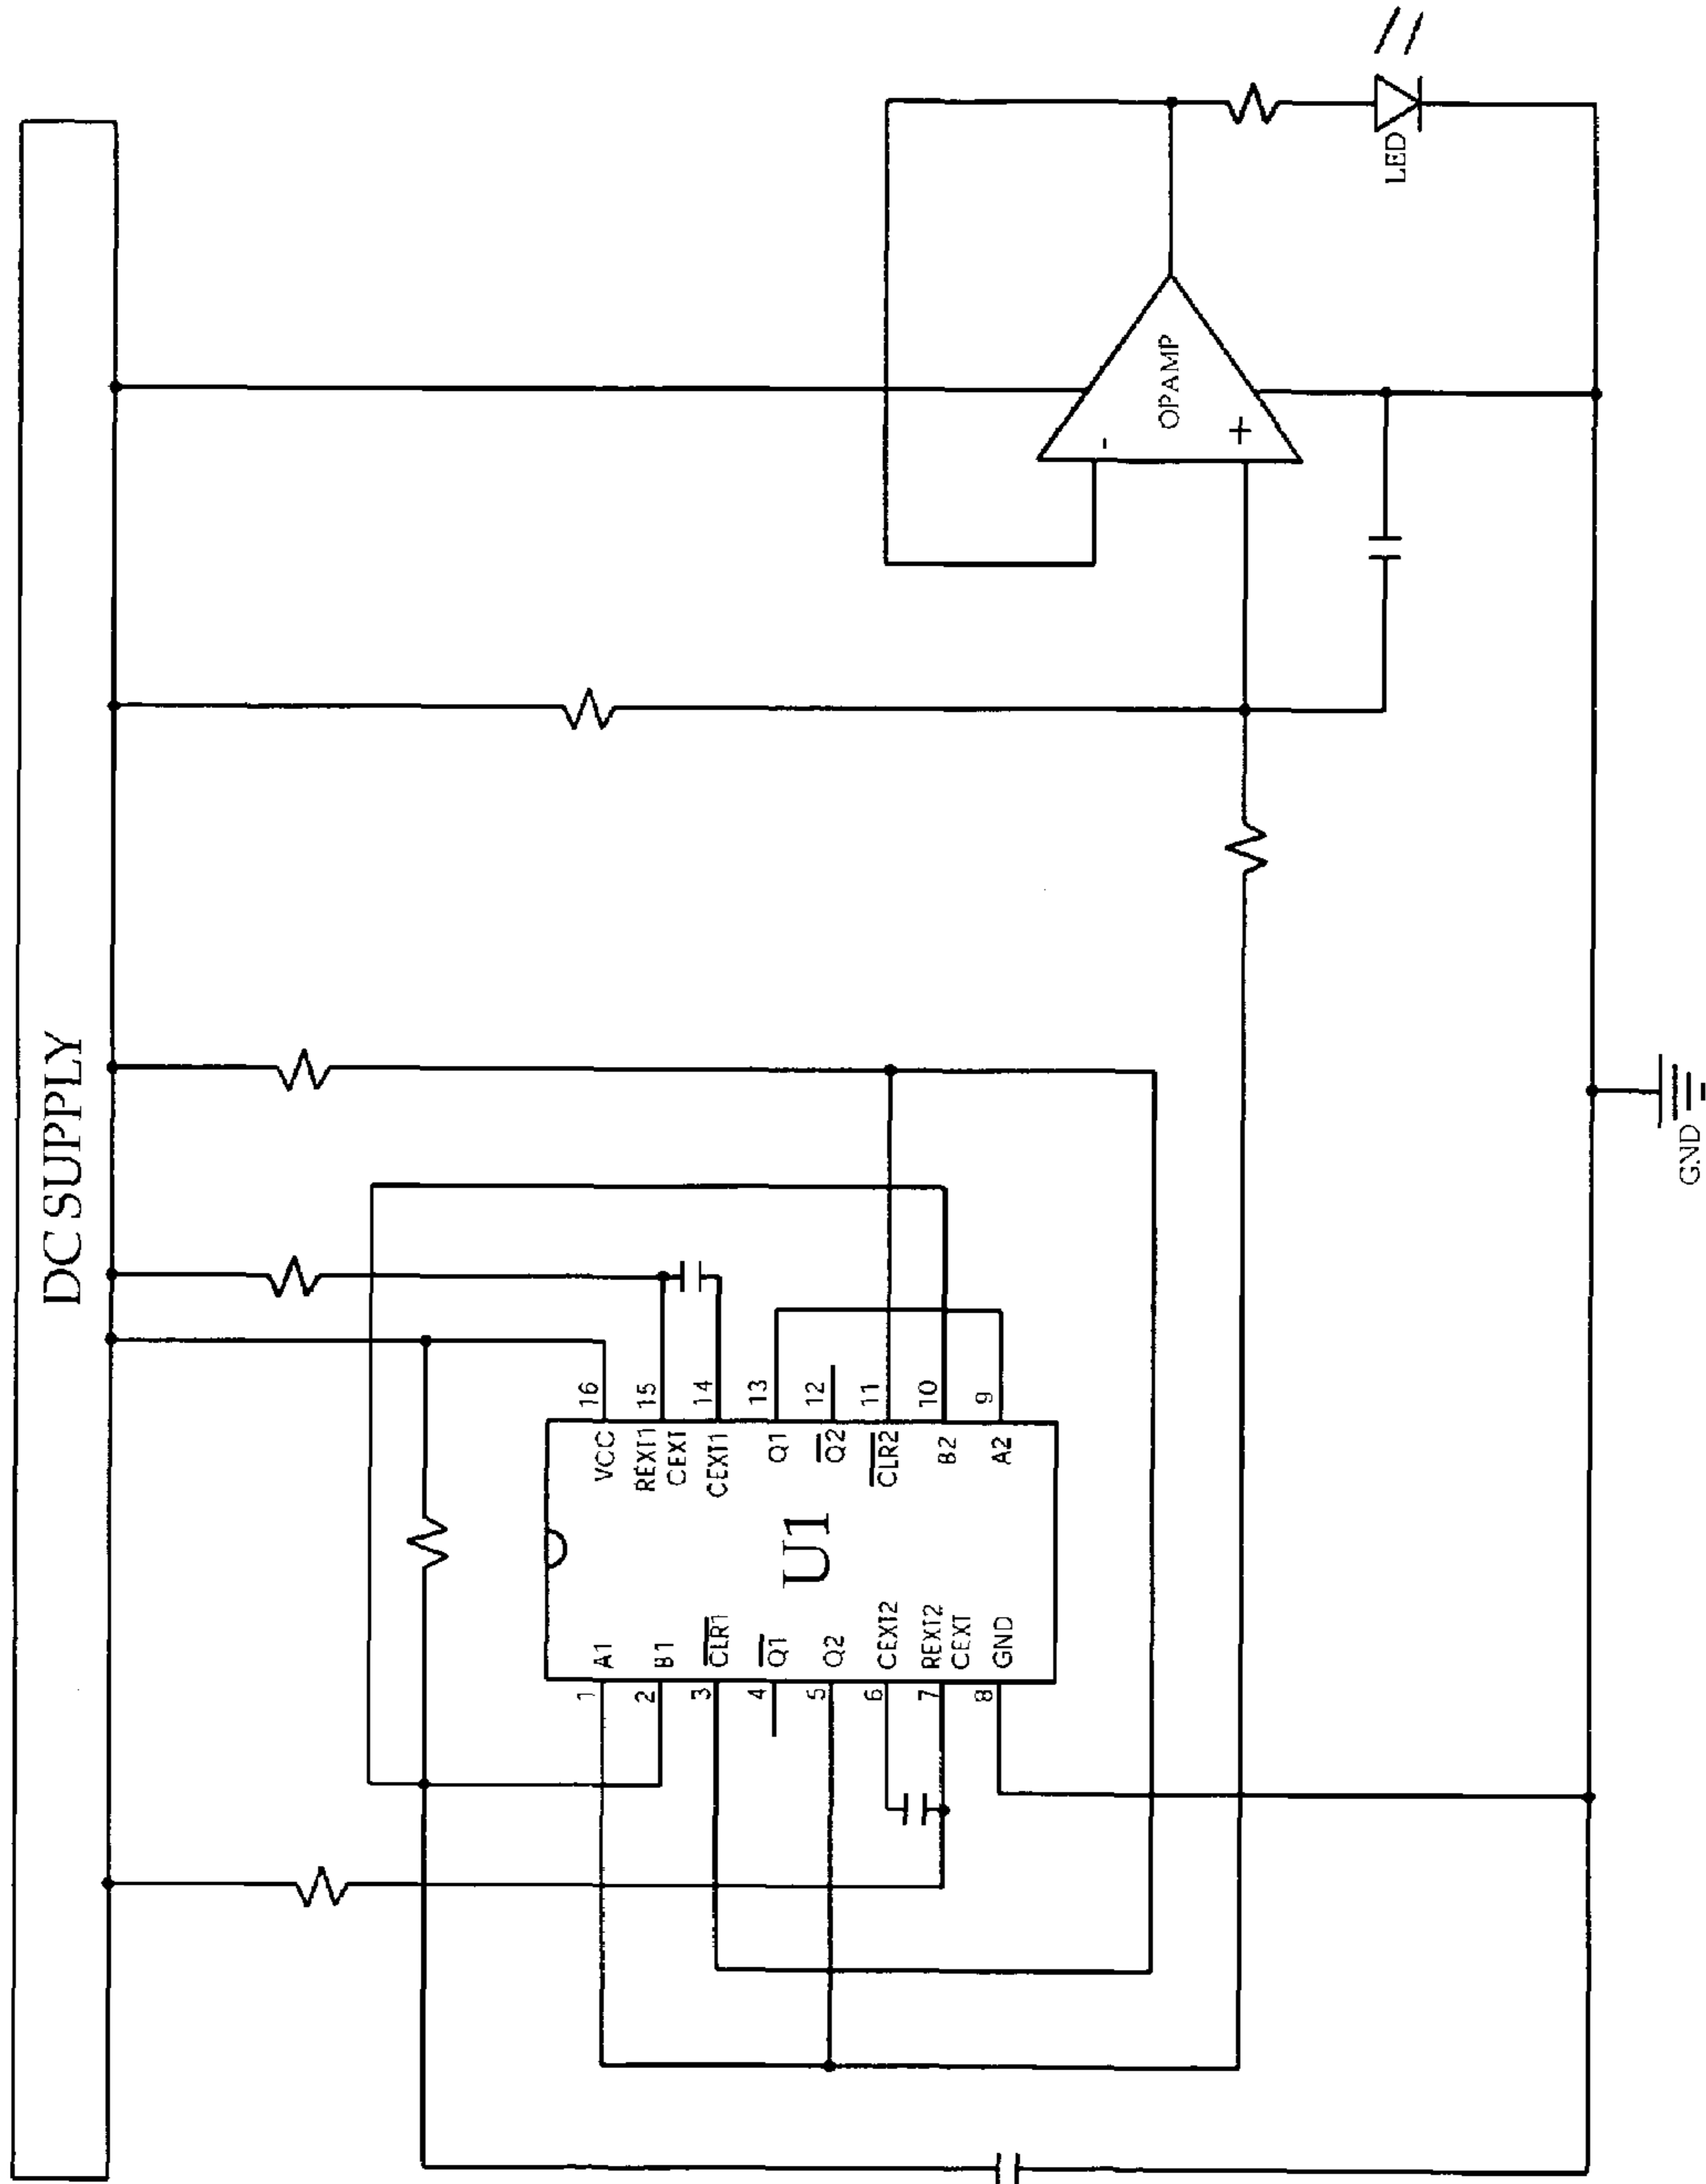 DC SUPPLY
1
A1
2
B1
3
CLR1
4
Q1
5
Q2
6
CEXT2
7
REXT2
CEXT
8
GND
U1
16
VCC
15
REXT1
CEXT
14
CEXT1
13
Q1
12
Q2
11
CLR2
10
B2
9
A2
-
+
OPAMP
LED
GND